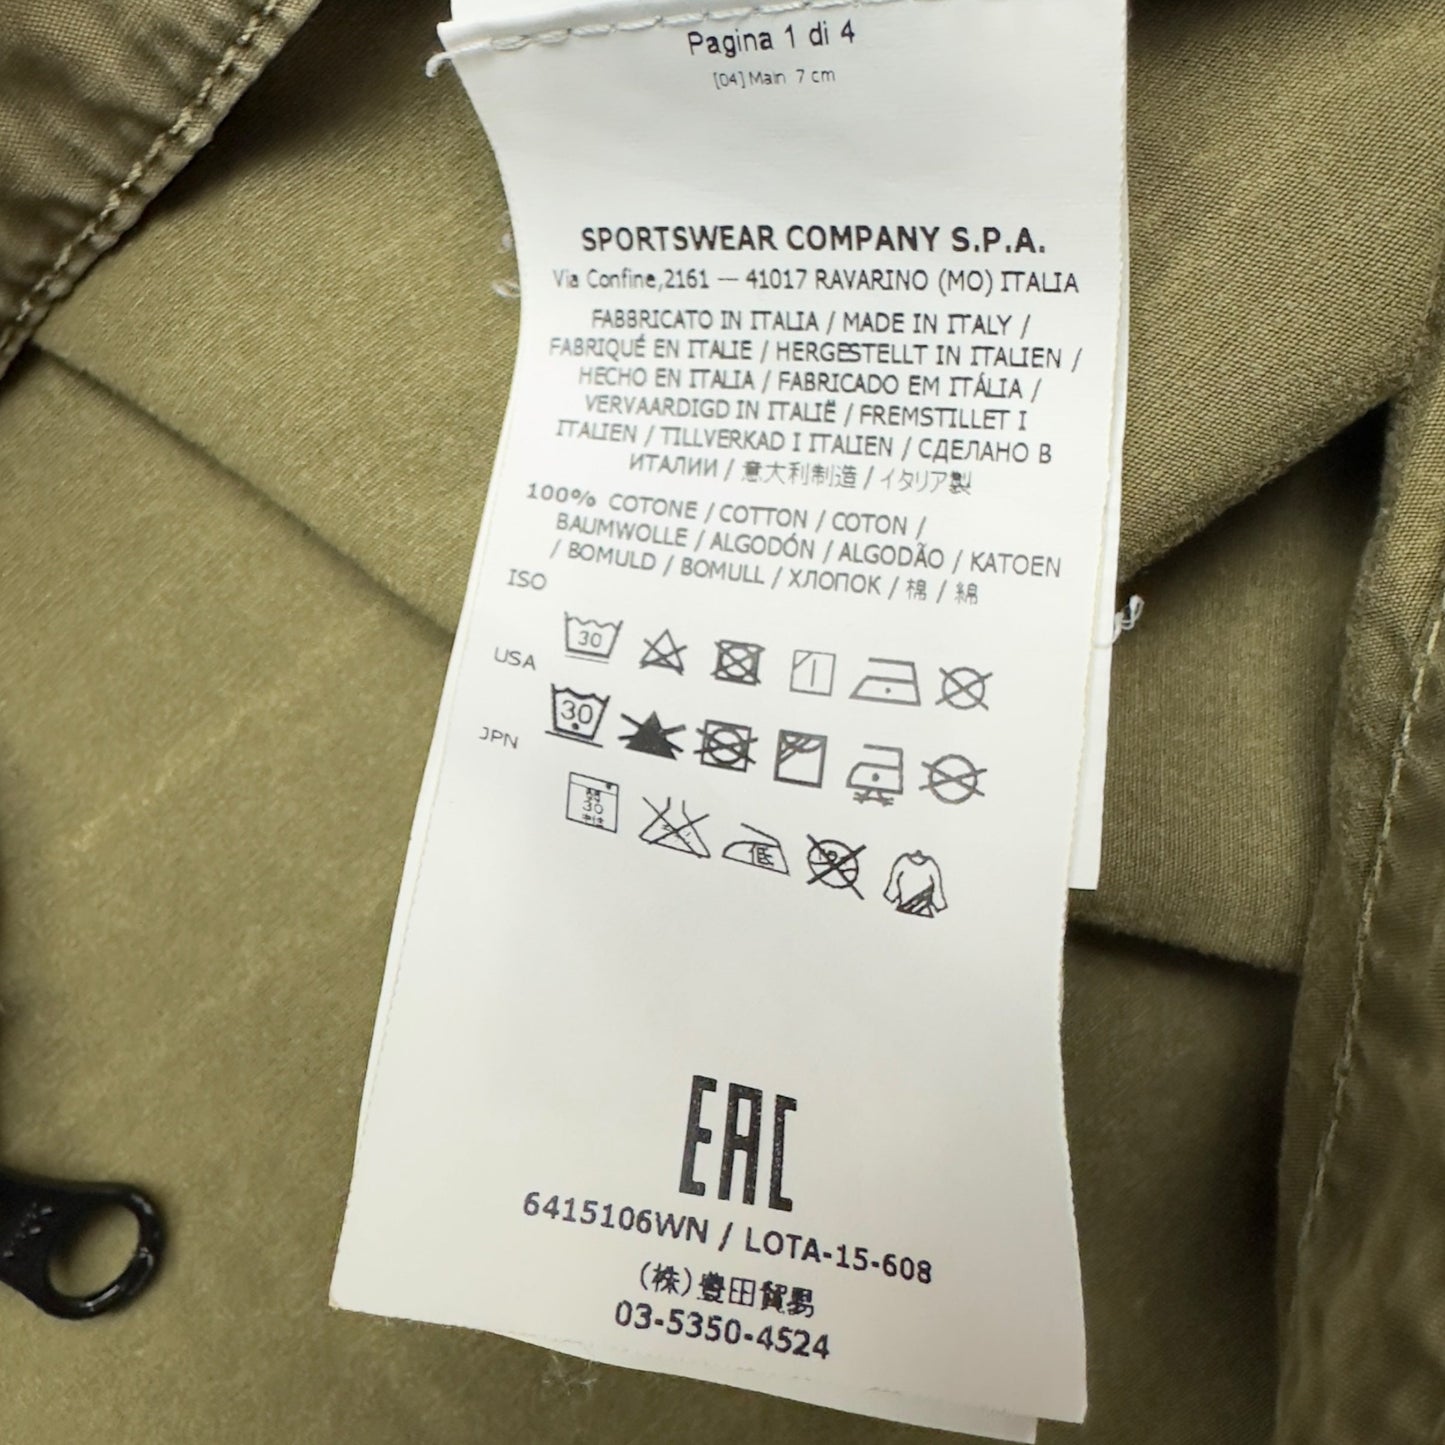 Pagina 1 di 4
[04] Main 7 cm
SPORTSWEAR COMPANY S.P.A.
Via Confine,2161 — 41017 RAVARINO (MO) ITALIA
FABBRICATO IN ITALIA / MADE IN ITALY /
FABRIQUÉ EN ITALIE / HERGESTELLT IN ITALIEN /
HECHO EN ITALIA / FABRICADO EM ITÁLIA /
VERVAARDIGD IN ITALIË / FREMSTILLET I
ITALIEN / TILLVERKAD I ITALIEN / СДЕЛАНО В
ИТАЛИИ / 意大利制造 / イタリア製
100% COTONE / COTTON / COTON /
BAUMWOLLE / ALGODÓN / ALGODÃO / KATOEN
/ BOMULD / BOMULL / ХЛОПОК / 棉 / 綿
ISO
30
USA
30
JPN
30
低
EAC
6415106WN / LOTA-15-608
(株)豊田貿易
03-5350-4524